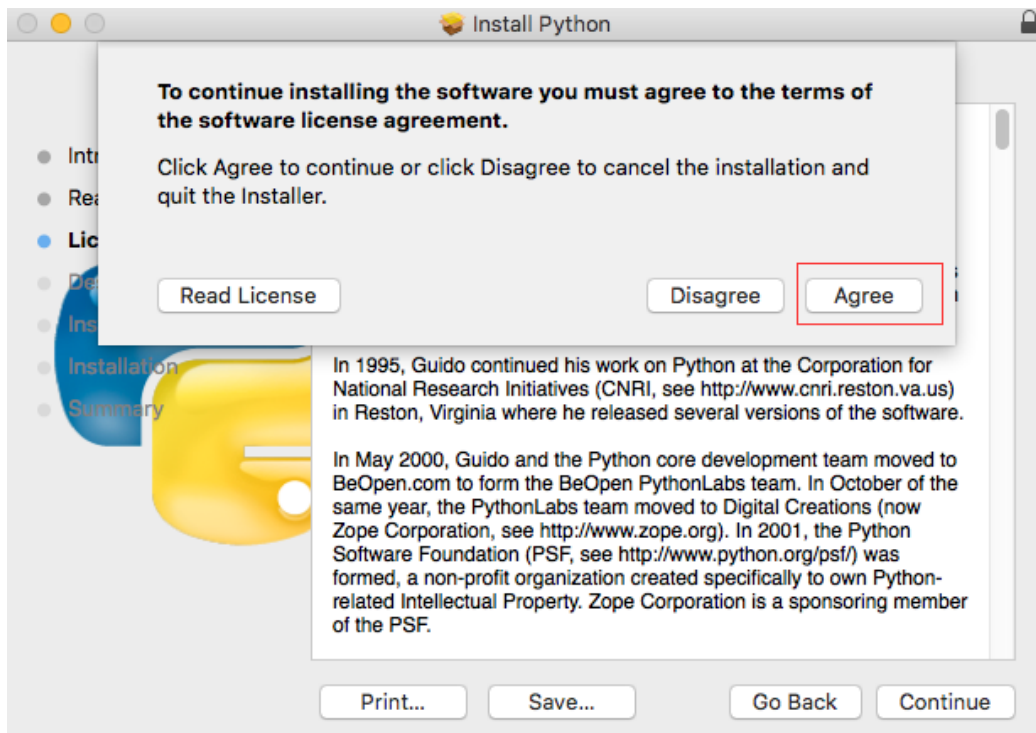 Install Python
To continue installing the software you must agree to the terms of
the software license agreement.
Click Agree to continue or click Disagree to cancel the installation and
quit the Installer.
Read License
Disagree
Agree
Intr
Rea
Lic
De
Ins
Installation
Summary
In 1995, Guido continued his work on Python at the Corporation for
National Research Initiatives (CNRI, see http://www.cnri.reston.va.us)
in Reston, Virginia where he released several versions of the software.
In May 2000, Guido and the Python core development team moved to
BeOpen.com to form the BeOpen PythonLabs team. In October of the
same year, the PythonLabs team moved to Digital Creations (now
Zope Corporation, see http://www.zope.org). In 2001, the Python
Software Foundation (PSF, see http://www.python.org/psf/) was
formed, a non-profit organization created specifically to own Python-
related Intellectual Property. Zope Corporation is a sponsoring member
of the PSF.
Print...
Save...
Go Back
Continue